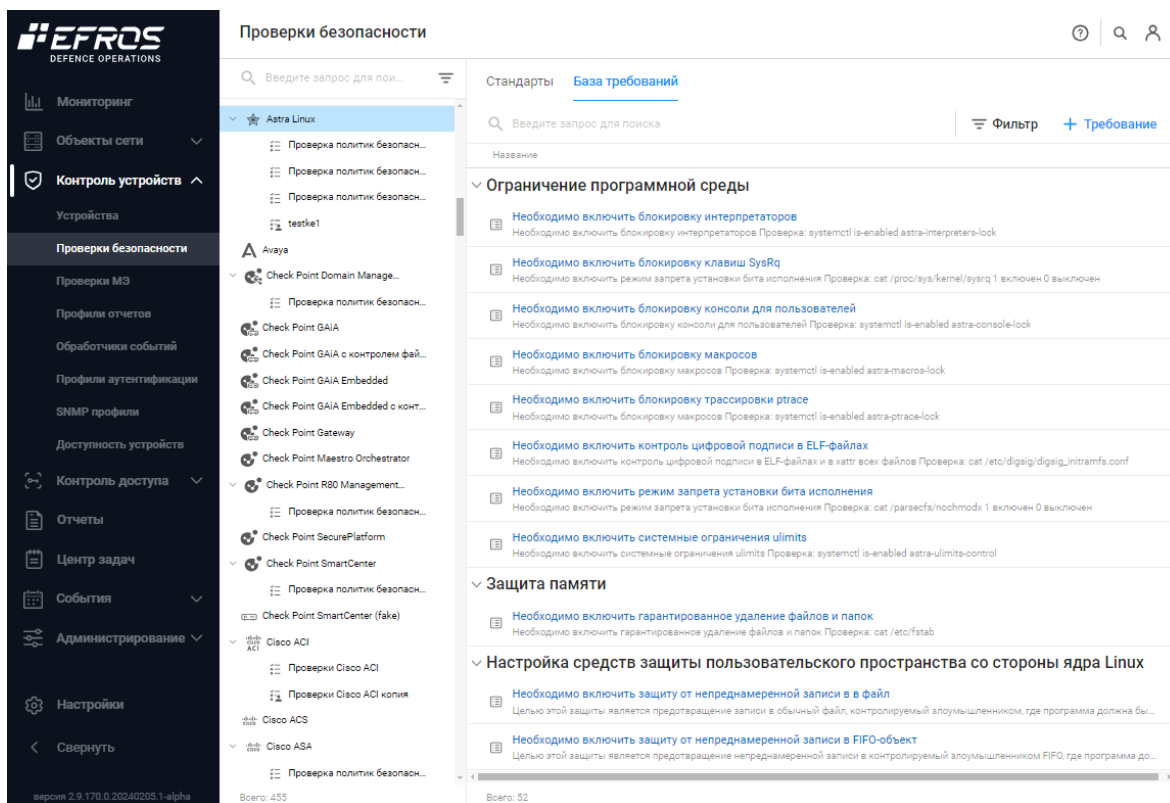 EFROS
DEFENCE OPERATIONS
Мониторинг
Объекты сети
Контроль устройств
Устройства
Проверки безопасности
Проверки МЭ
Профили отчетов
Обработчики событий
Профили аутентификации
SNMP профили
Доступность устройств
Контроль доступа
Отчеты
Центр задач
События
Администрирование
Настройки
Свернуть
версия 2.9.170.0.20240205.1-alpha
Проверки безопасности
Введите запрос для пои...
Astra Linux
Проверка политик безопасн...
Проверка политик безопасн...
Проверка политик безопасн...
testke1
Avaya
Check Point Domain Manage...
Проверка политик безопасн...
Check Point GAiA
Check Point GAiA с контролем фай...
Check Point GAiA Embedded
Check Point GAiA Embedded с конт...
Check Point Gateway
Check Point Maestro Orchestrator
Check Point R80 Management...
Проверка политик безопасн...
Check Point SecurePlatform
Check Point SmartCenter
Проверка политик безопасн...
Check Point SmartCenter (fake)
Cisco ACI
Проверки Cisco ACI
Проверки Cisco ACI копия
Cisco ACS
Cisco ASA
Проверка политик безопасн...
Всего: 455
Стандарты База требований
Введите запрос для поиска
Фильтр
+ Требование
Название
Ограничение программной среды
Необходимо включить блокировку интерпретаторов
Необходимо включить блокировку интерпретаторов Проверка: systemctl is-enabled astra-interpreters-lock
Необходимо включить блокировку клавиш SysRq
Необходимо включить режим запрета установки бита исполнения Проверка: cat /proc/sys/kernel/sysrq 1 включен 0 выключен
Необходимо включить блокировку консоли для пользователей
Необходимо включить блокировку консоли для пользователей Проверка: systemctl is-enabled astra-console-lock
Необходимо включить блокировку макросов
Необходимо включить блокировку макросов Проверка: systemctl is-enabled astra-macros-lock
Необходимо включить блокировку трассировки ptrace
Необходимо включить блокировку макросов Проверка: systemctl is-enabled astra-ptrace-lock
Необходимо включить контроль цифровой подписи в ELF-файлах
Необходимо включить контроль цифровой подписи в ELF-файлах и в xattr всех файлов Проверка: cat /etc/digsig/digsig_initramfs.conf
Необходимо включить режим запрета установки бита исполнения
Необходимо включить режим запрета установки бита исполнения Проверка: cat /parsecfs/nochmodx 1 включен 0 выключен
Необходимо включить системные ограничения ulimits
Необходимо включить системные ограничения ulimits Проверка: systemctl is-enabled astra-ulimits-control
Защита памяти
Необходимо включить гарантированное удаление файлов и папок
Необходимо включить гарантированное удаление файлов и папок Проверка: cat /etc/fstab
Настройка средств защиты пользовательского пространства со стороны ядра Linux
Необходимо включить защиту от непреднамеренной записи в в файл
Целью этой защиты является предотвращение записи в обычный файл, контролируемый злоумышленником, где программа должна бы...
Необходимо включить защиту от непреднамеренной записи в FIFO-объект
Целью этой защиты является предотвращение непреднамеренной записи в контролируемый злоумышленником FIFO, где программа до...
Всего: 52